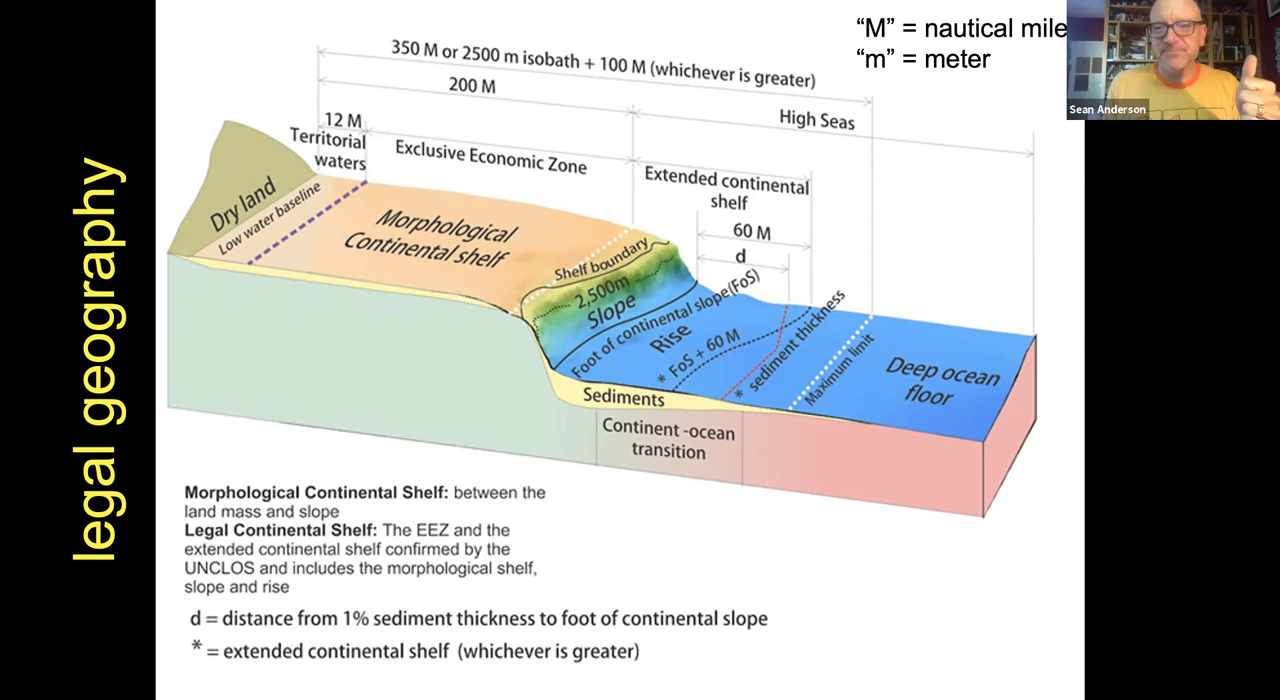 “M” = nautical mile
“m” = meter
Sean Anderson
legal geography
350 M or 2500 m isobath + 100 M (whichever is greater)
200 M
High Seas
12 M
Territorial
waters
Exclusive Economic Zone
Extended continental
shelf
60 M
d
Dry land
Low water baseline
Morphological
Continental shelf
Shelf boundary
2,500m
Slope
Foot of continental slope(FoS)
Rise
* FoS + 60 M
* sediment thickness
Maximum limit
Deep ocean
floor
Sediments
Continent -ocean
transition
Morphological Continental Shelf: between the
land mass and slope
Legal Continental Shelf: The EEZ and the
extended continental shelf confirmed by the
UNCLOS and includes the morphological shelf,
slope and rise
d = distance from 1% sediment thickness to foot of continental slope
* = extended continental shelf (whichever is greater)